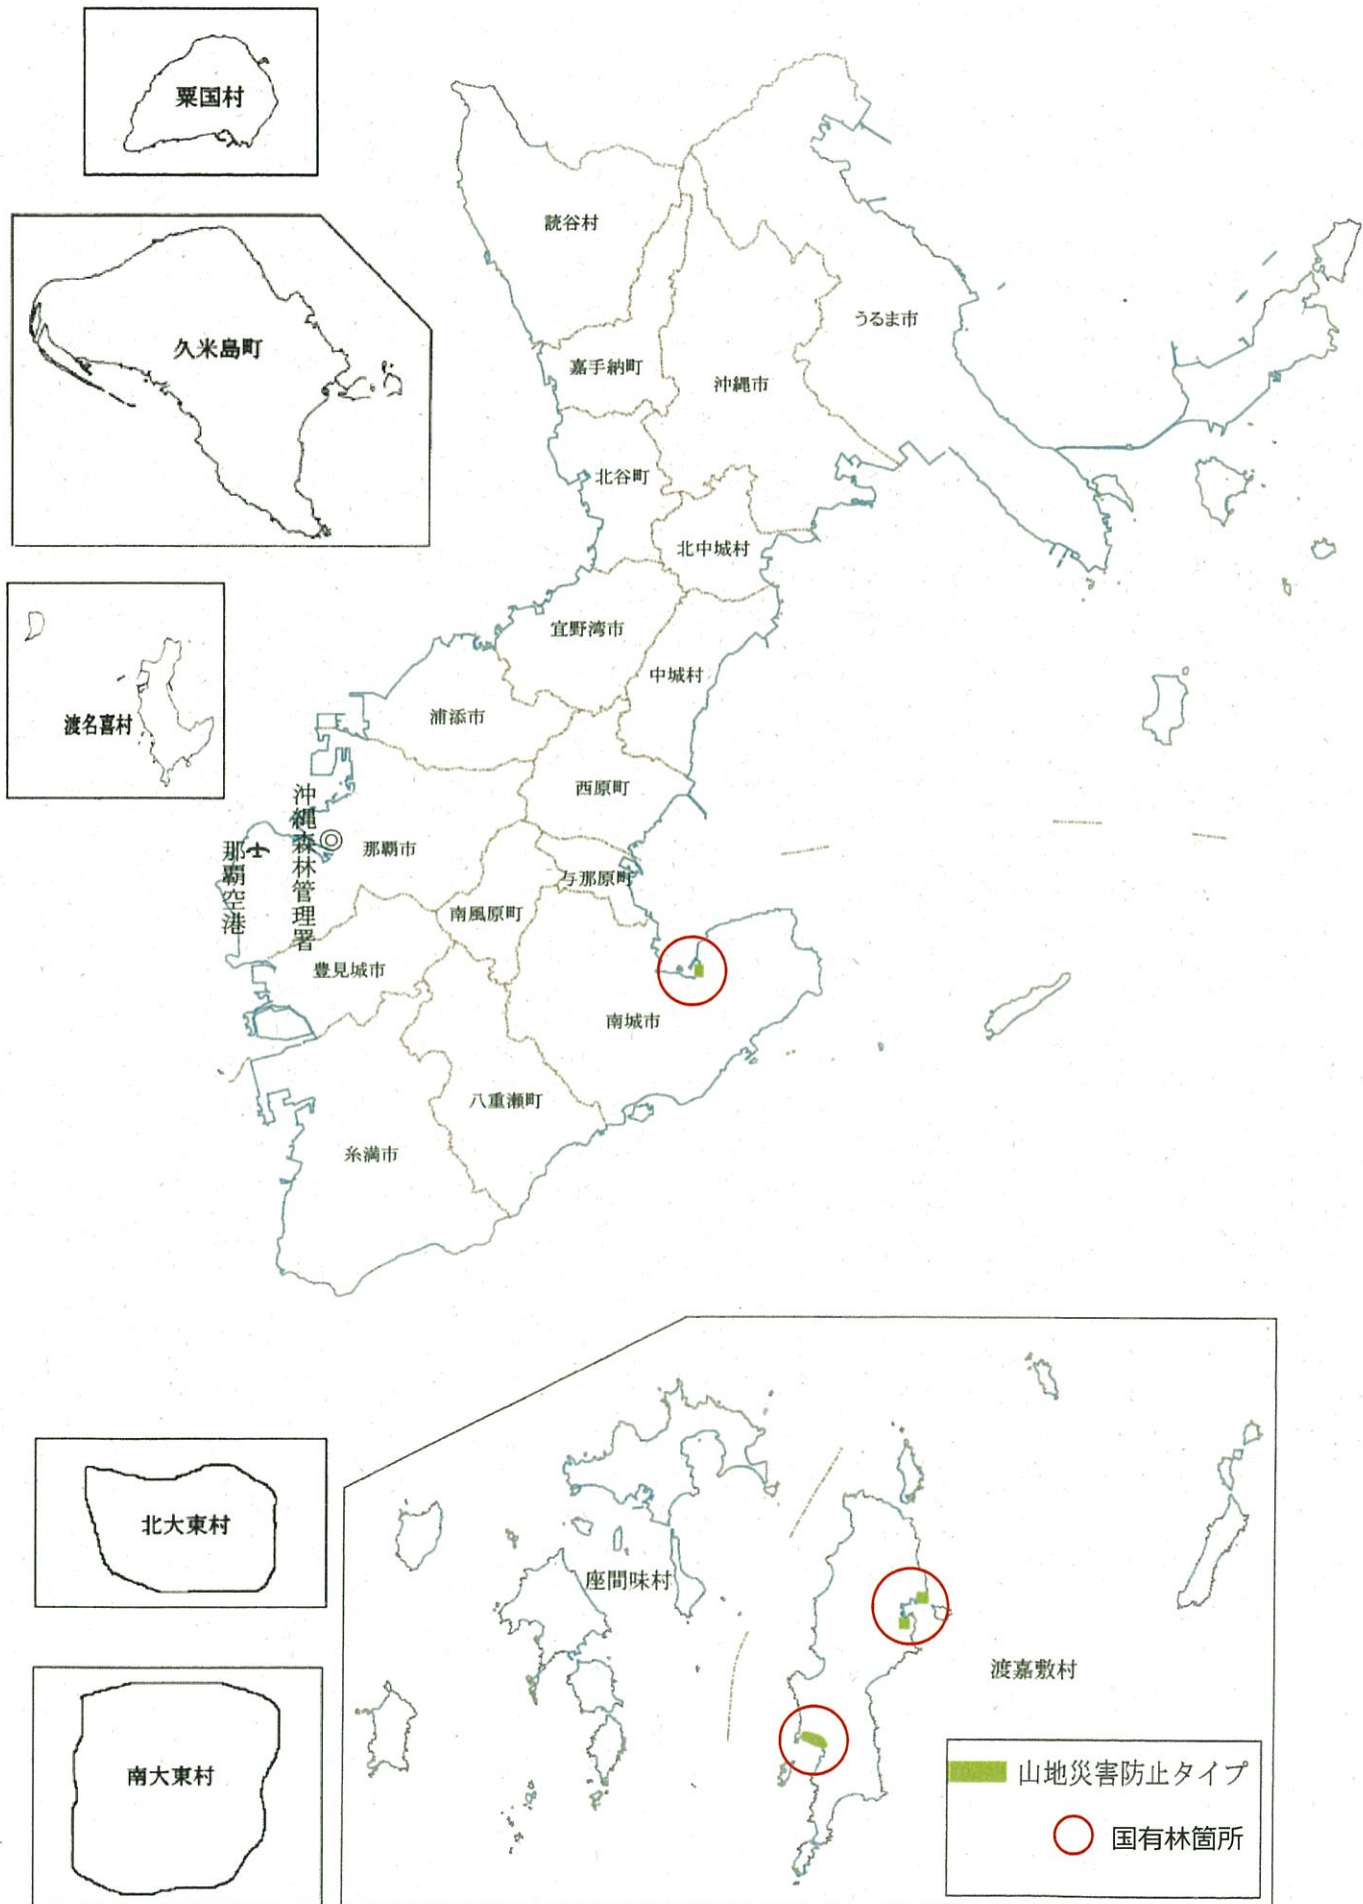 粟国村
読谷村
うるま市
久米島町
嘉手納町
沖縄市
北谷町
北中城村
宜野湾市
中城村
渡名喜村
浦添市
西原町
沖縄森林管理署
那覇空港
那覇市
与那原町
南風原町
豊見城市
南城市
八重瀬町
糸満市
北大東村
座間味村
渡嘉敷村
南大東村
山地災害防止タイプ
国有林箇所